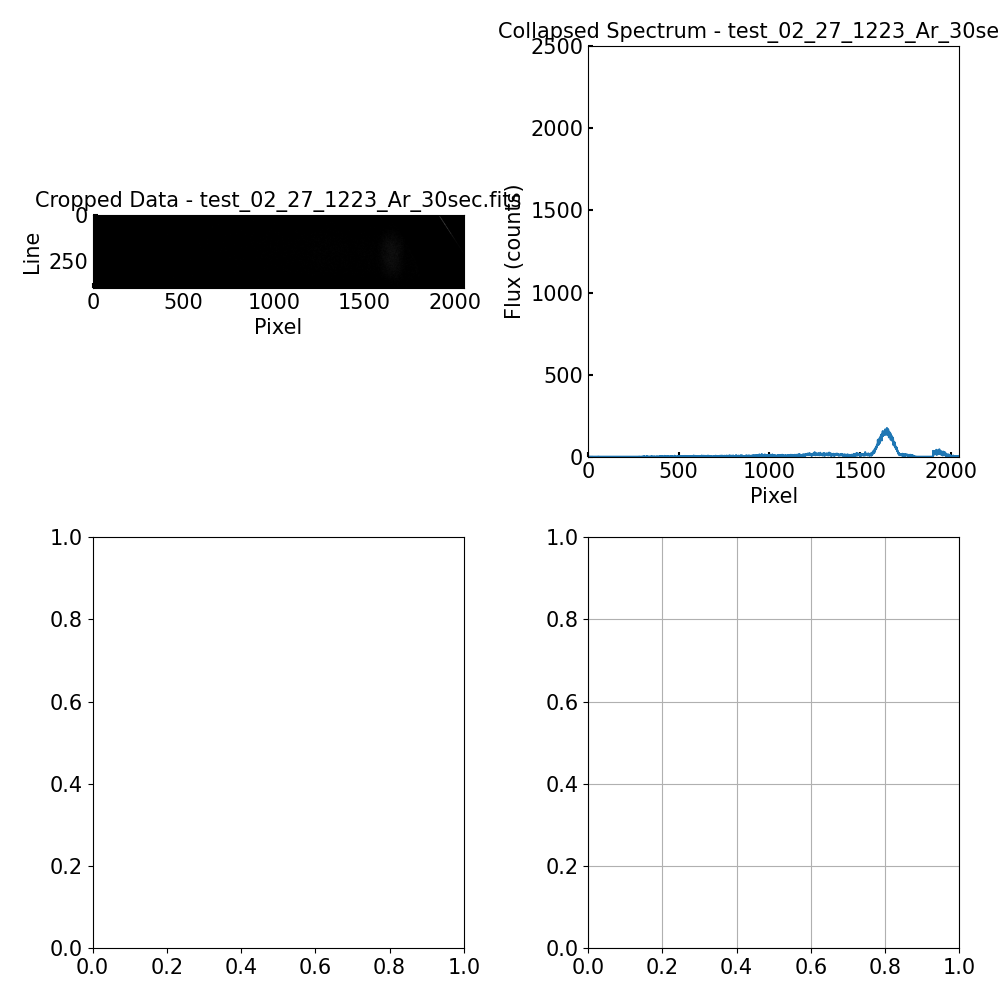 Collapsed Spectrum - test_02_27_1223_Ar_30se
2500
2000
1500
1000
500
0
Flux (counts)
0 500 1000 1500 2000
Pixel
Cropped Data - test_02_27_1223_Ar_30sec.fits
0
250
Line
0 500 1000 1500 2000
Pixel
1.0
0.8
0.6
0.4
0.2
0.0
0.0 0.2 0.4 0.6 0.8 1.0
1.0
0.8
0.6
0.4
0.2
0.0
0.0 0.2 0.4 0.6 0.8 1.0